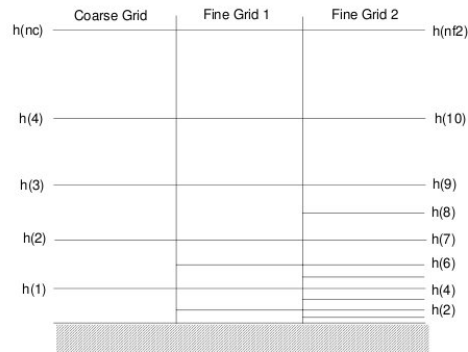 Coarse Grid Fine Grid 1 Fine Grid 2
h(nc) h(nf2)
h(4) h(10)
h(3) h(9)
h(8)
h(2) h(7)
h(6)
h(1) h(4)
h(2)